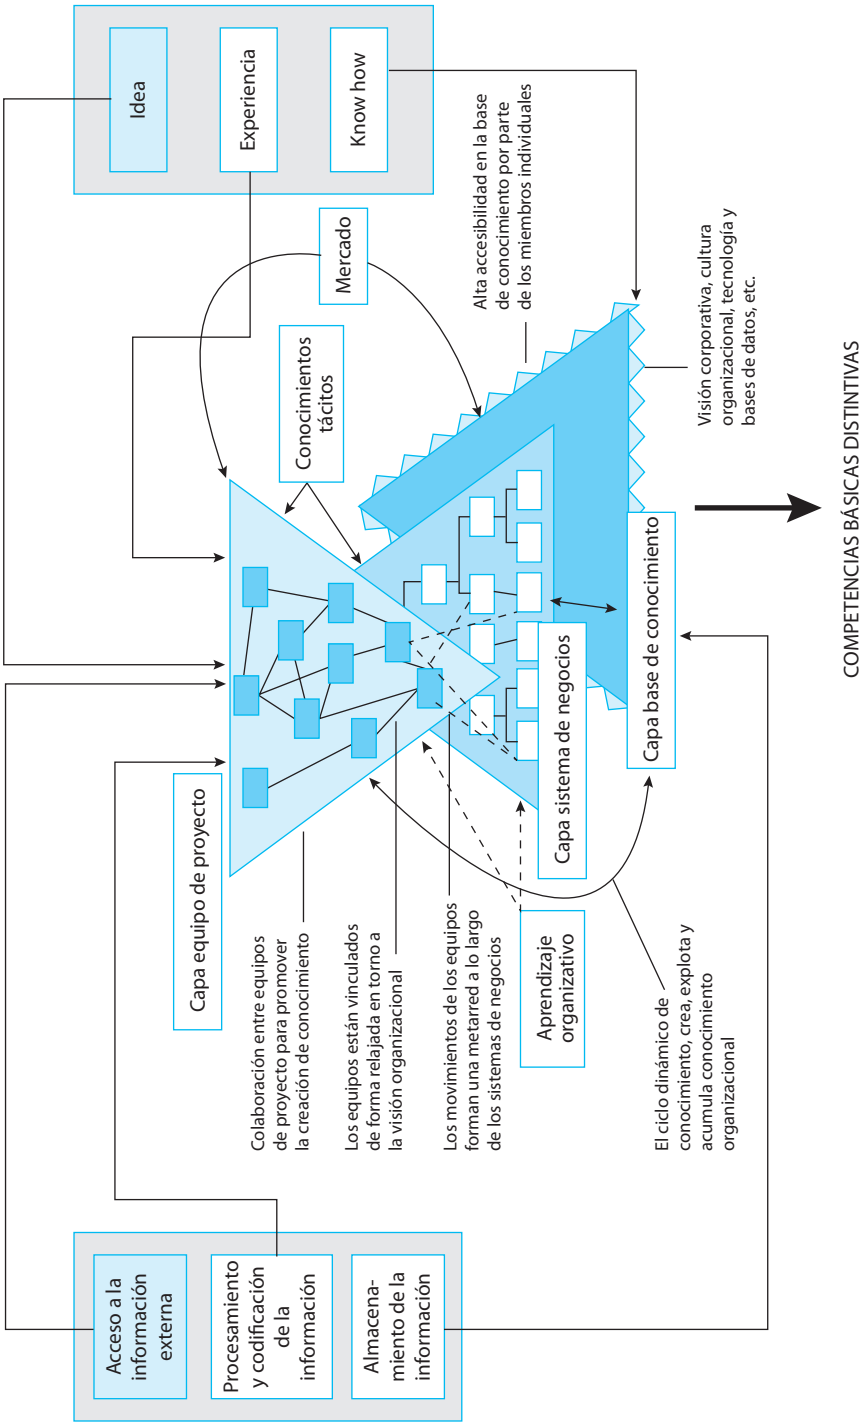 Acceso a la
información
externa
Procesamiento
y codificación
de la
información
Almacena-
miento de la
información
Capa equipo de proyecto
Colaboración entre equipos
de proyecto para promover
la creación de conocimiento
Los equipos están vinculados
de forma relajada en torno a
la visión organizacional
Los movimientos de los equipos
forman una metarred a lo largo
de los sistemas de negocios
Aprendizaje
organizativo
El ciclo dinámico de
conocimiento, crea, explota y
acumula conocimiento
organizacional
Capa sistema de negocios
Capa base de conocimiento
Conocimientos
tácitos
Mercado
Idea
Experiencia
Know how
Alta accesibilidad en la base
de conocimiento por parte
de los miembros individuales
Visión corporativa, cultura
organizacional, tecnología y
bases de datos, etc.
COMPETENCIAS BÁSICAS DISTINTIVAS